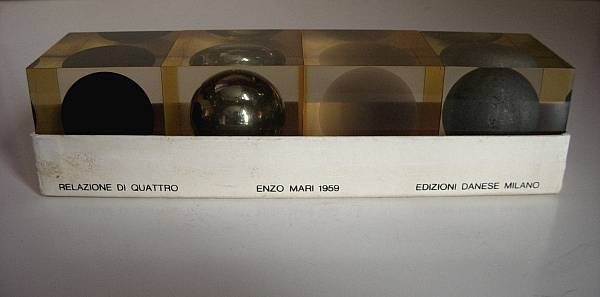 RELAZIONE DI QUATTRO ENZO MARI 1959 EDIZIONI DANESE MILANO